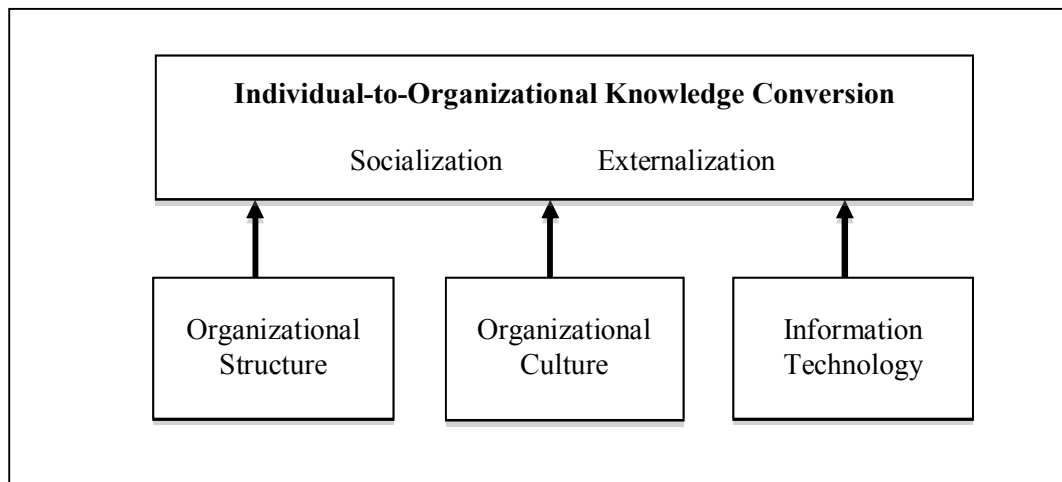 Individual-to-Organizational Knowledge Conversion
Socialization Externalization
Organizational
Structure
Organizational
Culture
Information
Technology